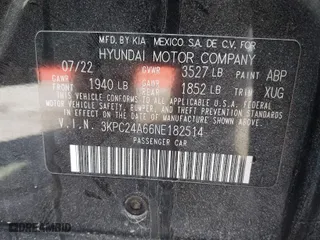 MFD.BY KIA MEXICO S.A. DE C.V. FOR
HYUNDAI MOTOR COMPANY
07/22 GVWR 3527 LB PAINT ABP
GAWR FRONT 1940 LB GAWR 1852 LB TRIM XUG
THIS VEHICLE CONFORMS TO ALL APPLICABLE
FEDERAL MOTOR VEHICLE SAFETY, BUMPER, AND THEFT
PREVENTION STANDARDS IN EFFECT ON THE DATE OF
MANUFACTURE SHOWN ABOVE.
V.I.N. 3KPC24A66NE182514
PASSENGER CAR
DREAMBID